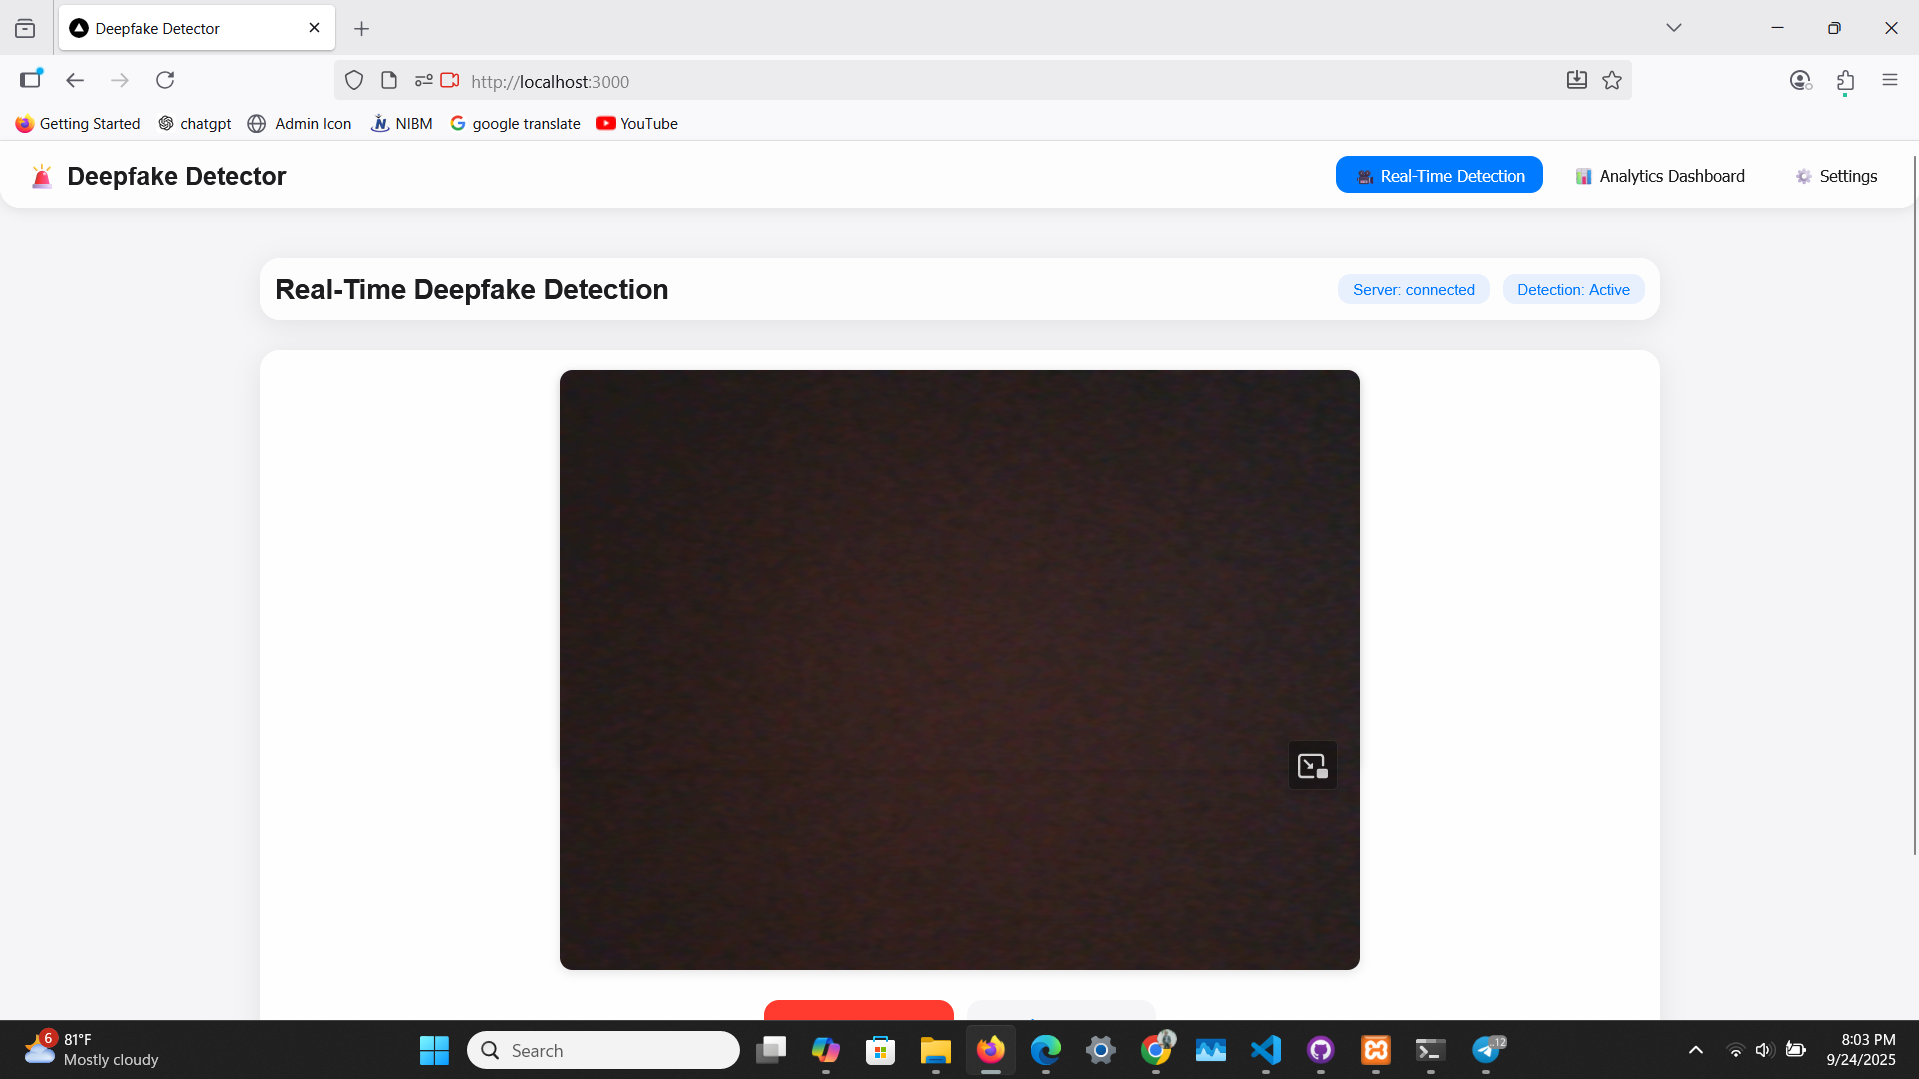 Deepfake Detector
http://localhost:3000
Getting Started chatgpt Admin Icon NIBM google translate YouTube
Deepfake Detector Real-Time Detection Analytics Dashboard Settings
Real-Time Deepfake Detection Server: connected Detection: Active
6 81°F
Mostly cloudy
Search
12
8:03 PM
9/24/2025